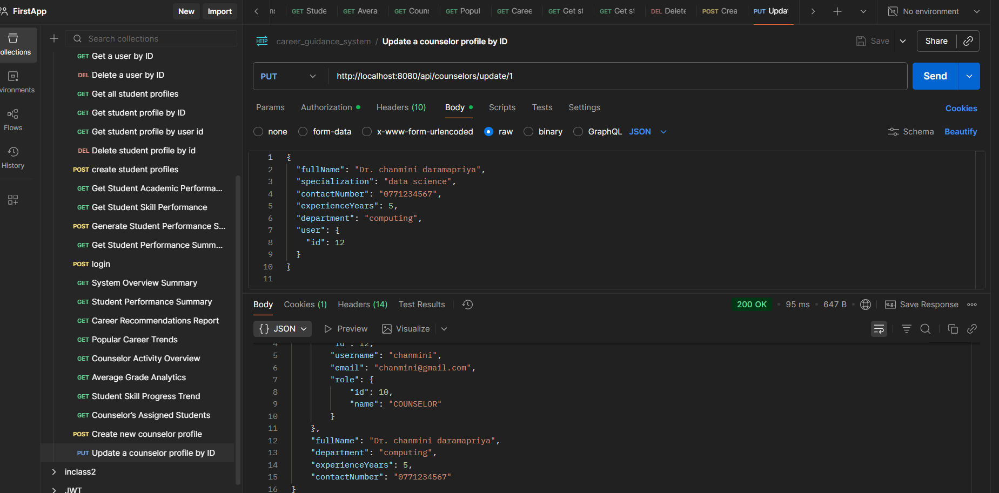 FirstApp
New
Import
GET Stude
GET Avera
GET Couns
GET Popul
GET Caree
GET Get st
GET Get st
DEL Delete
POST Crea
PUT Updat
No environment
Search collections
ollections
vironments
Flows
History
GET Get a user by ID
DEL Delete a user by ID
GET Get all student profiles
GET Get student profile by ID
GET Get student profile by user id
DEL Delete student profile by id
POST create student profiles
GET Get Student Academic Performa...
GET Get Student Skill Performance
POST Generate Student Performance S...
GET Get Student Performance Summ...
POST login
GET System Overview Summary
GET Student Performance Summary
GET Career Recommendations Report
GET Popular Career Trends
GET Counselor Activity Overview
GET Average Grade Analytics
GET Student Skill Progress Trend
GET Counselor’s Assigned Students
POST Create new counselor profile
PUT Update a counselor profile by ID
inclass2
JWT
HTTP career_guidance_system / Update a counselor profile by ID
Save
Share
PUT
http://localhost:8080/api/counselors/update/1
Send
Params
Authorization
Headers (10)
Body
Scripts
Tests
Settings
Cookies
none
form-data
x-www-form-urlencoded
raw
binary
GraphQL
JSON
Schema
Beautify
1 {
2 "fullName": "Dr. chanmini daramapriya",
3 "specialization": "data science",
4 "contactNumber": "0771234567",
5 "experienceYears": 5,
6 "department": "computing",
7 "user": {
8 "id": 12
9 }
10 }
11
Body
Cookies (1)
Headers (14)
Test Results
200 OK • 95 ms • 647 B
e.g. Save Response
{} JSON
Preview
Visualize
4 "id": 12,
5 "username": "chanmini",
6 "email": "chanmini@gmail.com",
7 "role": {
8 "id": 10,
9 "name": "COUNSELOR"
10 }
11 },
12 "fullName": "Dr. chanmini daramapriya",
13 "department": "computing",
14 "experienceYears": 5,
15 "contactNumber": "0771234567"
16 }